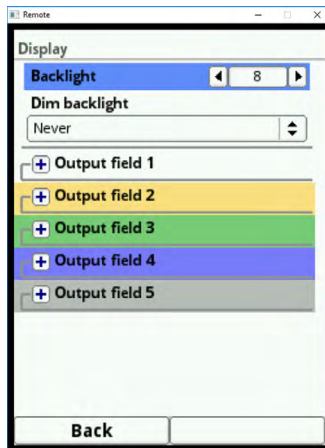 Remote
Display
Backlight
8
Dim backlight
Never
Output field 1
Output field 2
Output field 3
Output field 4
Output field 5
Back